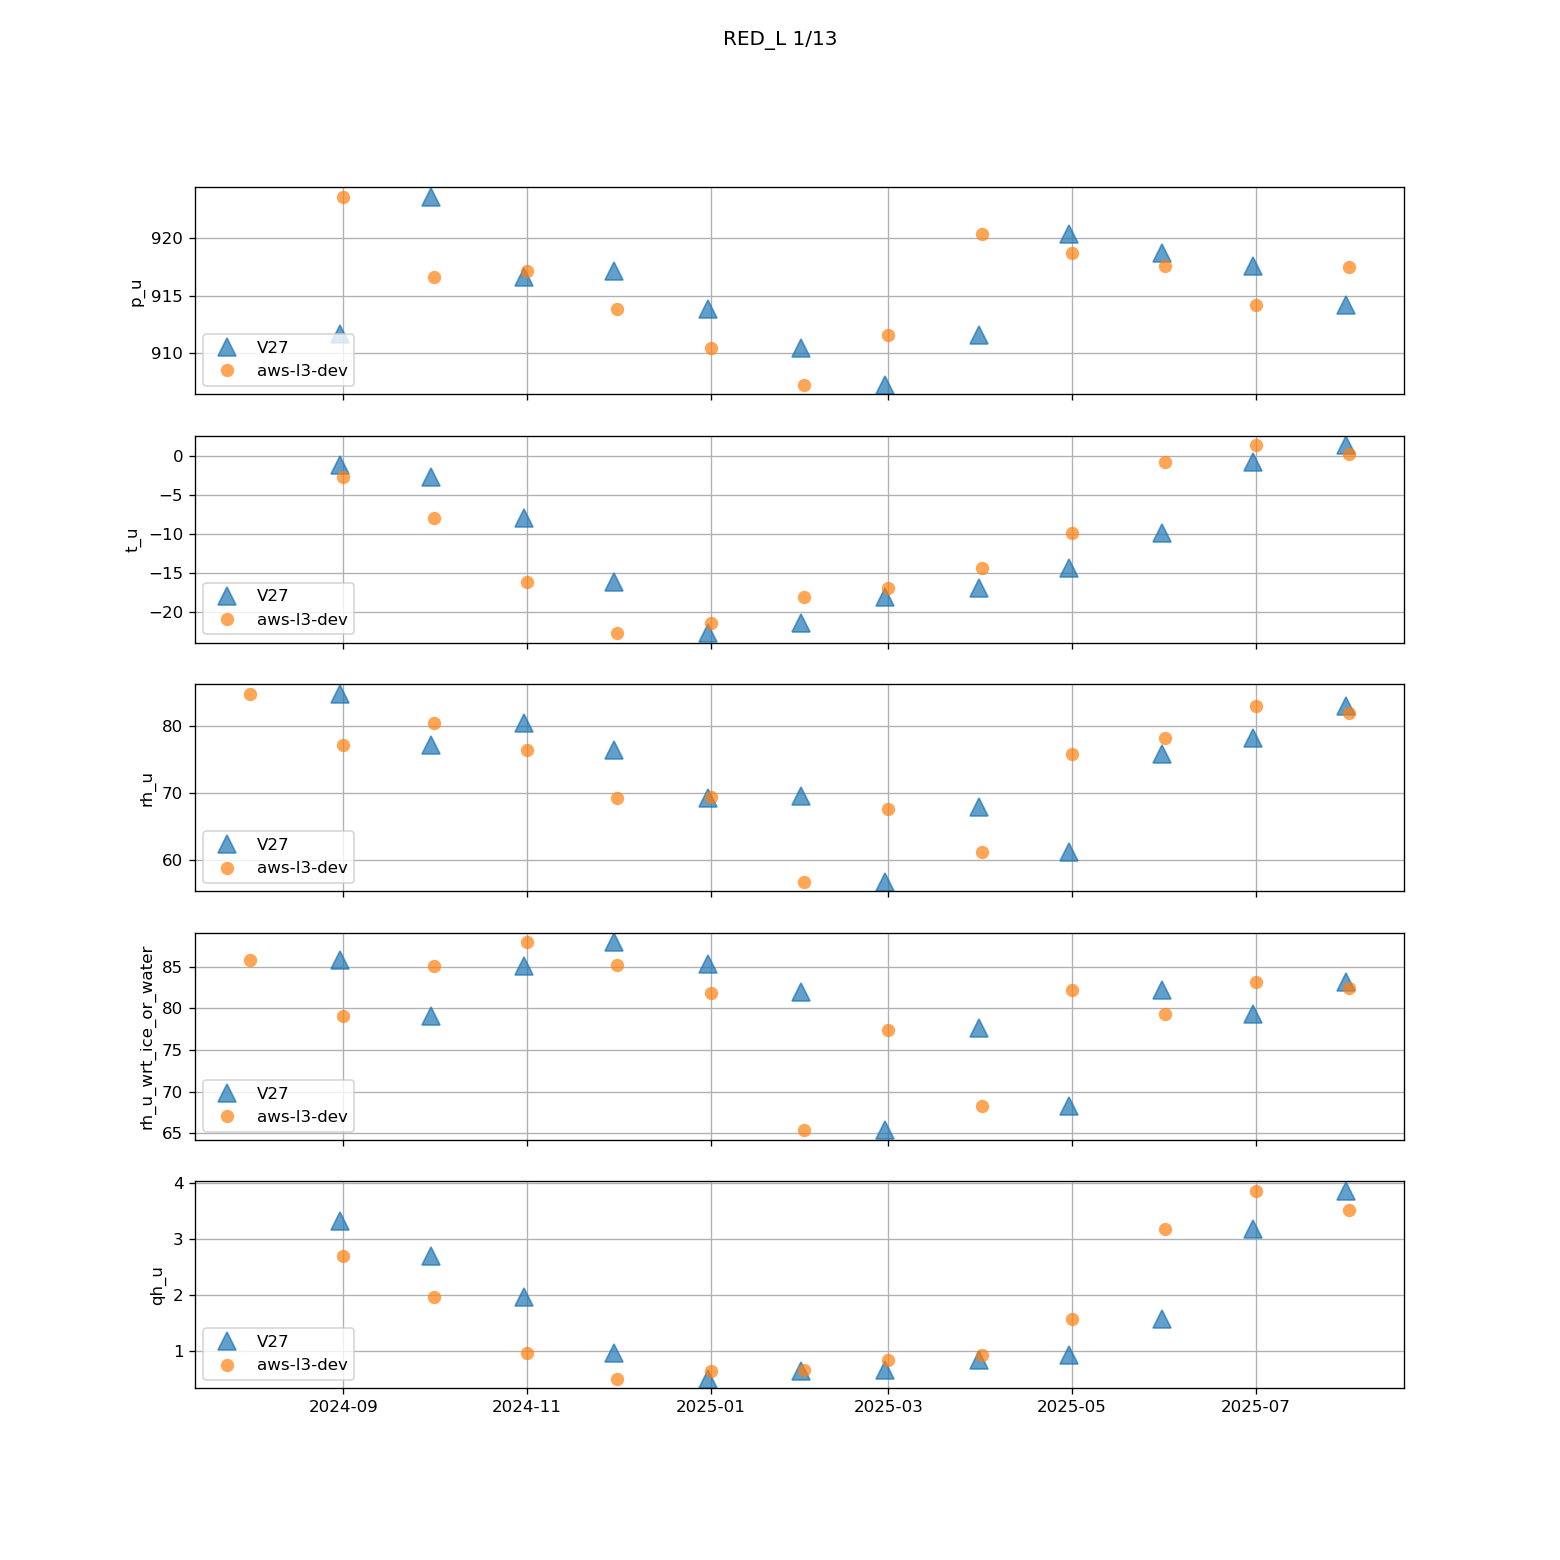 RED_L 1/13
p_u
920
915
910
V27
aws-l3-dev
t_u
0
−5
−10
−15
−20
V27
aws-l3-dev
rh_u
80
70
60
V27
aws-l3-dev
rh_u_wrt_ice_or_water
85
80
75
70
65
V27
aws-l3-dev
qh_u
4
3
2
1
V27
aws-l3-dev
2024-09 2024-11 2025-01 2025-03 2025-05 2025-07